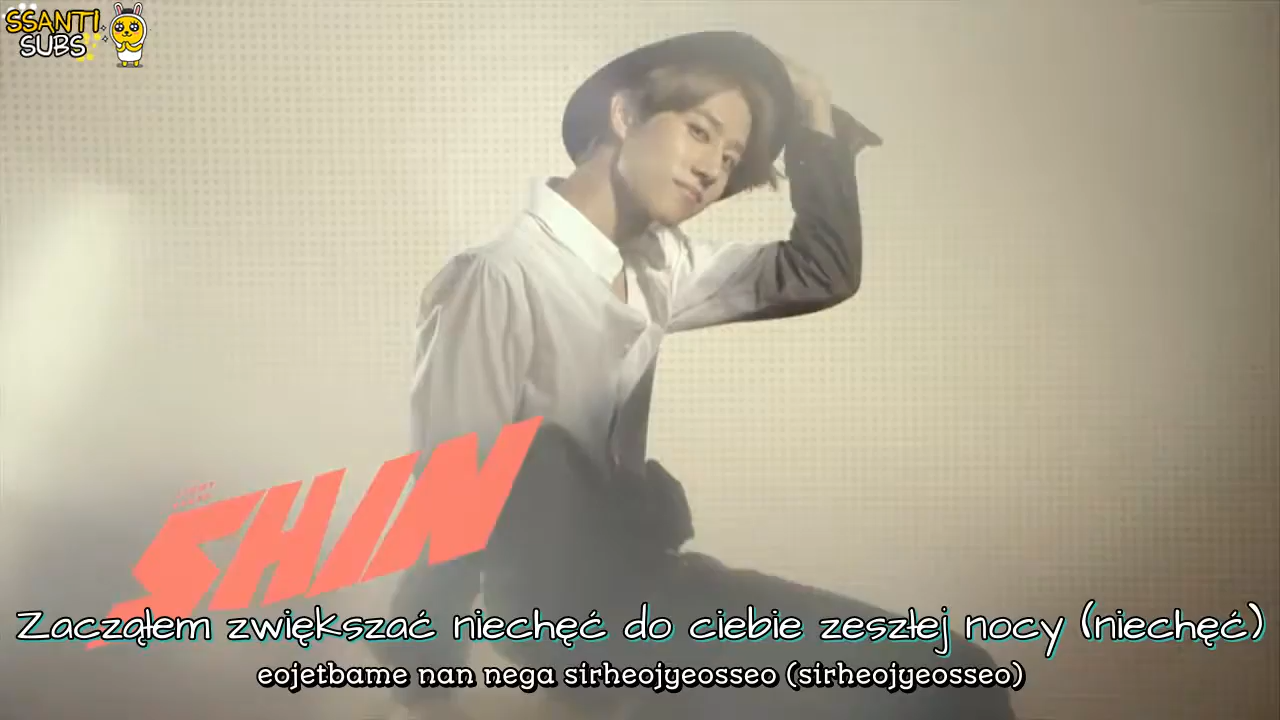 SSANTI
SUBS
SHIN
Zacząłem zwiększać niechęć do ciebie zeszłej nocy (niechęć)
eojetbame nan nega sirheojyeosseo (sirheojyeosseo)